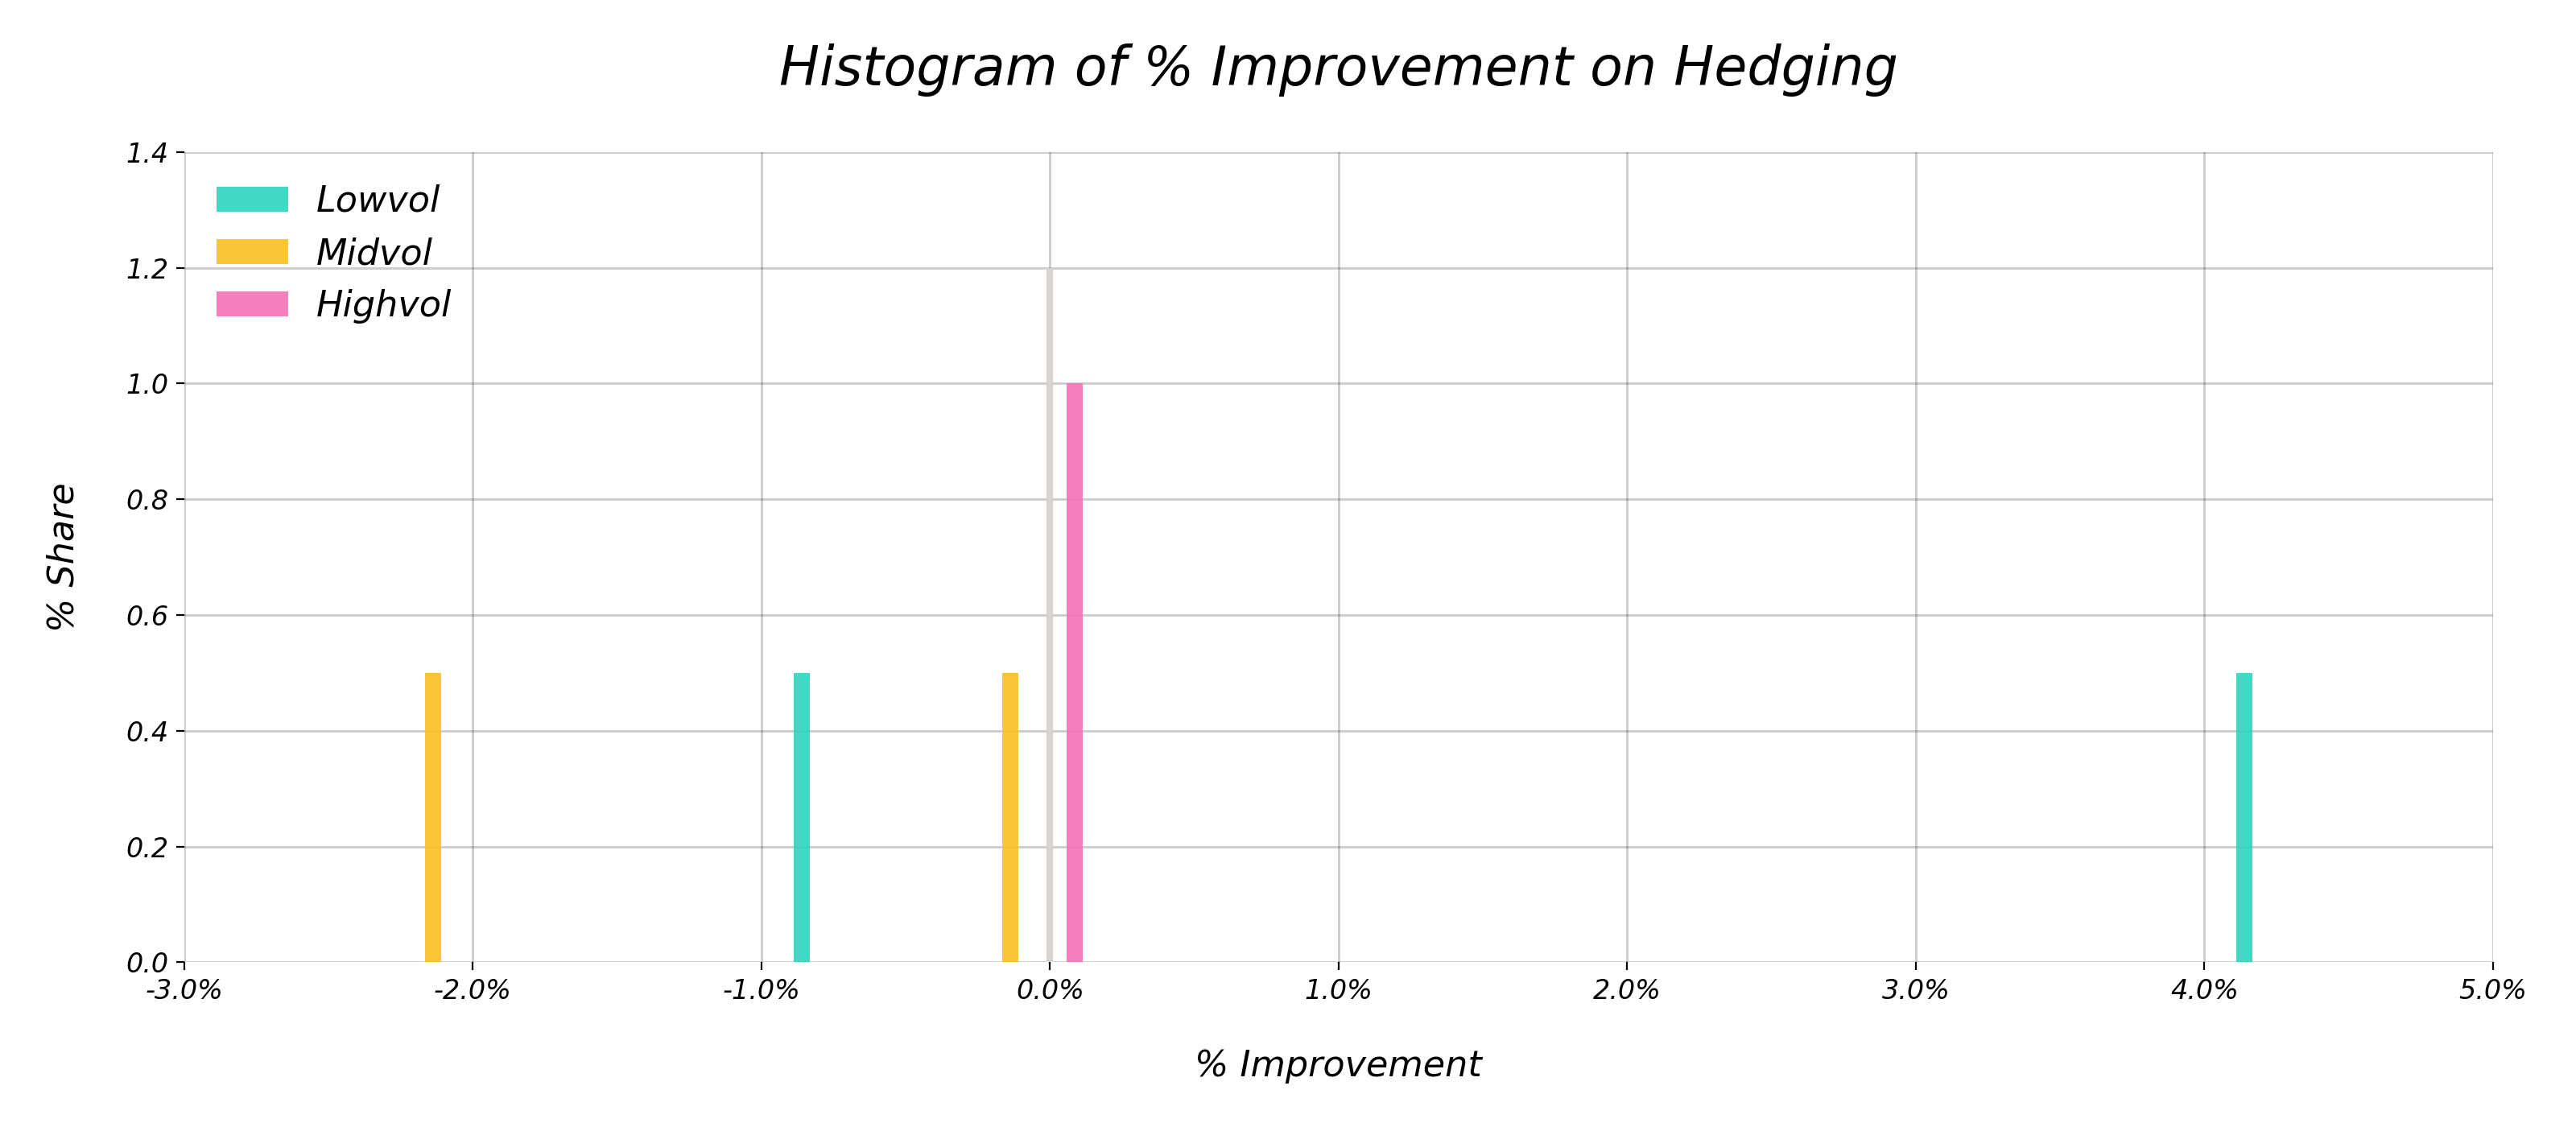 Histogram of % Improvement on Hedging
1.4
1.2
1.0
0.8
0.6
0.4
0.2
0.0
% Share
Lowvol
Midvol
Highvol
-3.0% -2.0% -1.0% 0.0% 1.0% 2.0% 3.0% 4.0% 5.0%
% Improvement